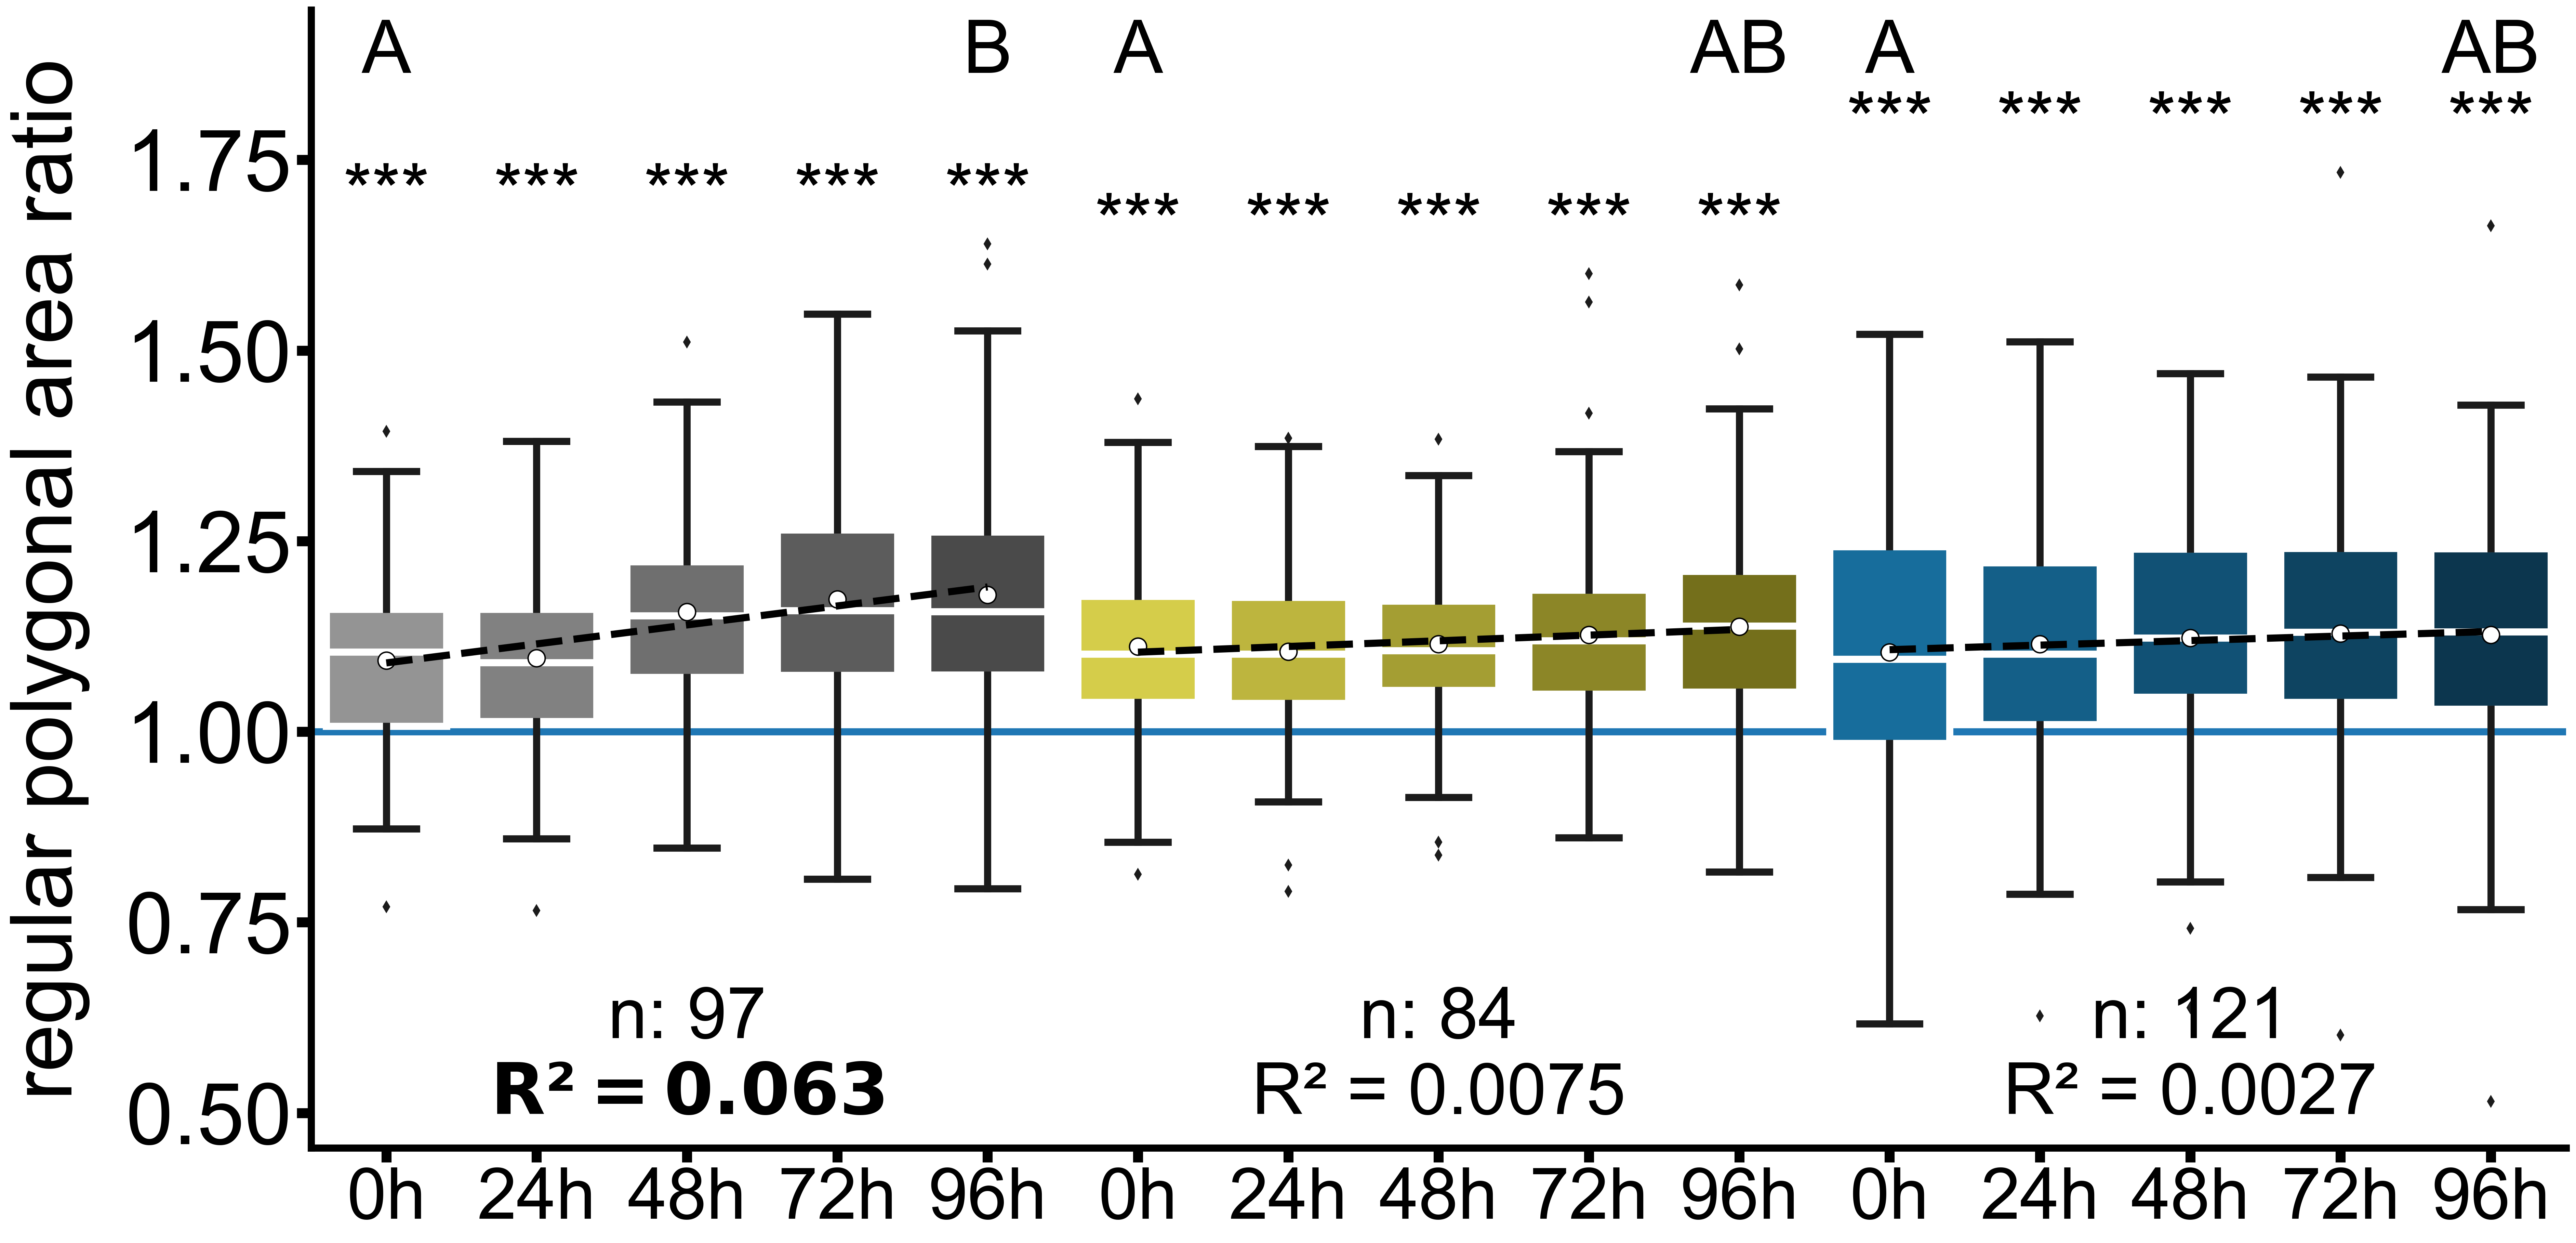 regular polygonal area ratio
A B A AB A AB
*** *** *** *** ***
1.75
*** *** *** *** ***
*** *** *** *** ***
1.50
1.25
1.00
0.75
0.50
n: 97 n: 84 n: 121
R² = 0.063 R² = 0.0075 R² = 0.0027
0h 24h 48h 72h 96h 0h 24h 48h 72h 96h 0h 24h 48h 72h 96h